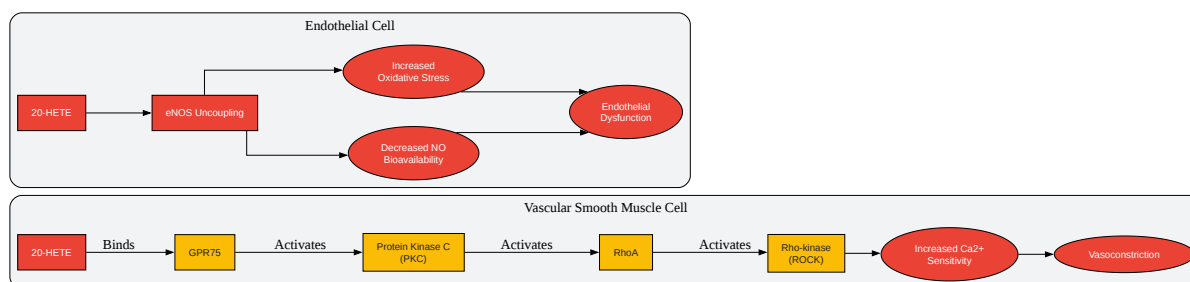 Endothelial Cell
20-HETE
eNOS Uncoupling
Increased
Oxidative Stress
Decreased NO
Bioavailability
Endothelial
Dysfunction
Vascular Smooth Muscle Cell
20-HETE
Binds
GPR75
Activates
Protein Kinase C
(PKC)
Activates
RhoA
Activates
Rho-kinase
(ROCK)
Increased Ca2+
Sensitivity
Vasoconstriction